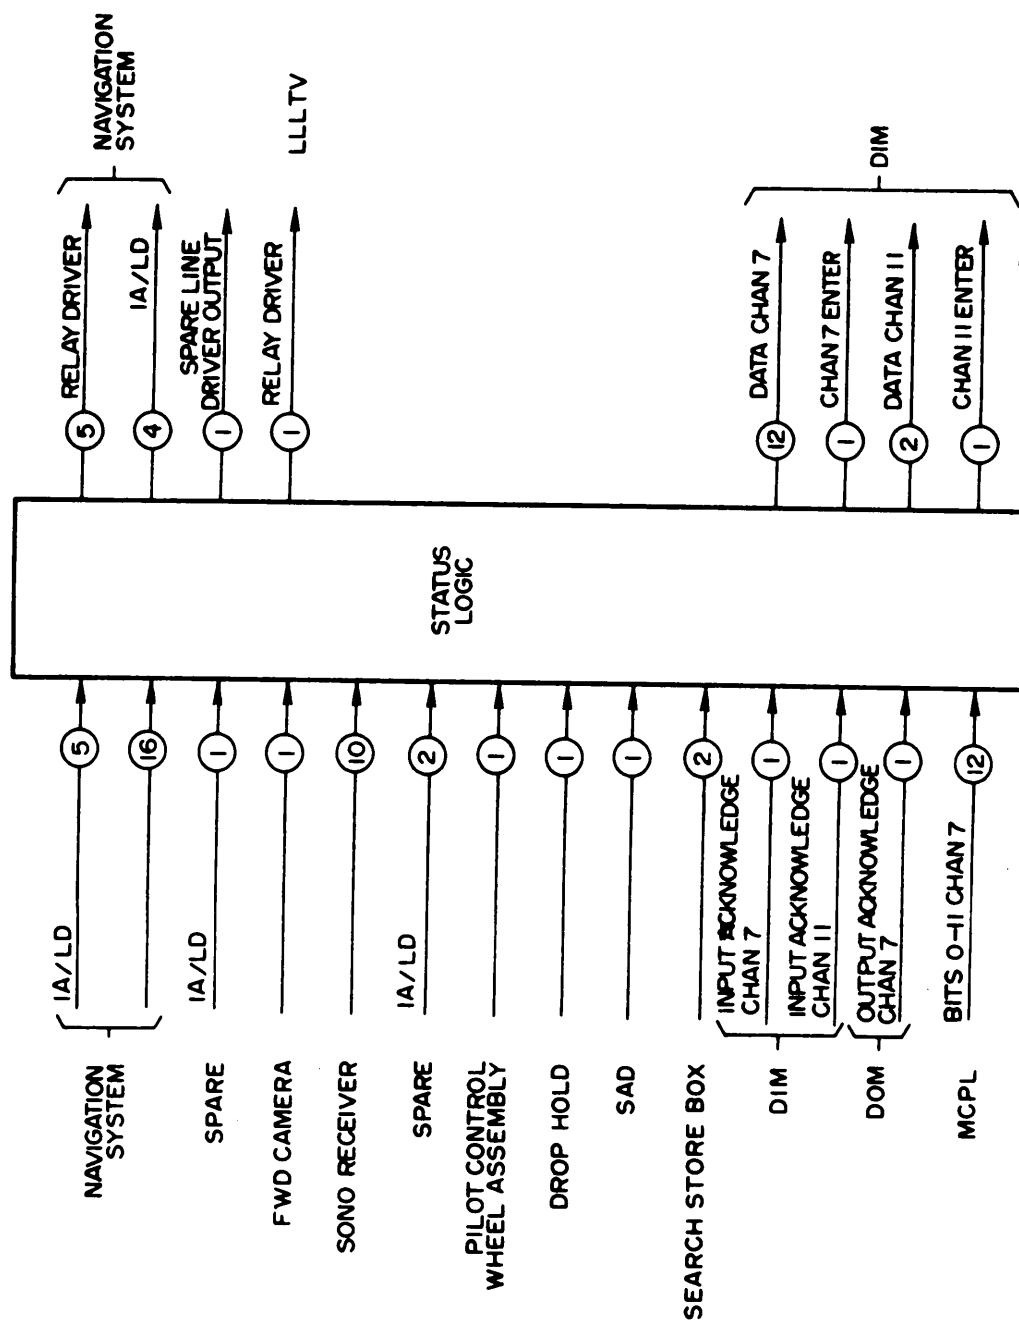 NAVIGATION
SYSTEM
IA/LD
5
16
SPARE
IA/LD
1
FWD CAMERA
1
SONO RECEIVER
10
SPARE
IA/LD
2
PILOT CONTROL
WHEEL ASSEMBLY
1
DROP HOLD
1
SAD
1
SEARCH STORE BOX
2
DIM
INPUT ACKNOWLEDGE
CHAN 7
1
INPUT ACKNOWLEDGE
CHAN 11
1
DOM
OUTPUT ACKNOWLEDGE
CHAN 7
1
MCPL
BITS 0-11 CHAN 7
12
STATUS
LOGIC
5
RELAY DRIVER
4
IA/LD
NAVIGATION
SYSTEM
1
SPARE LINE
DRIVER OUTPUT
1
RELAY DRIVER
LLLTV
12
DATA CHAN 7
1
CHAN 7 ENTER
2
DATA CHAN 11
1
CHAN 11 ENTER
DIM